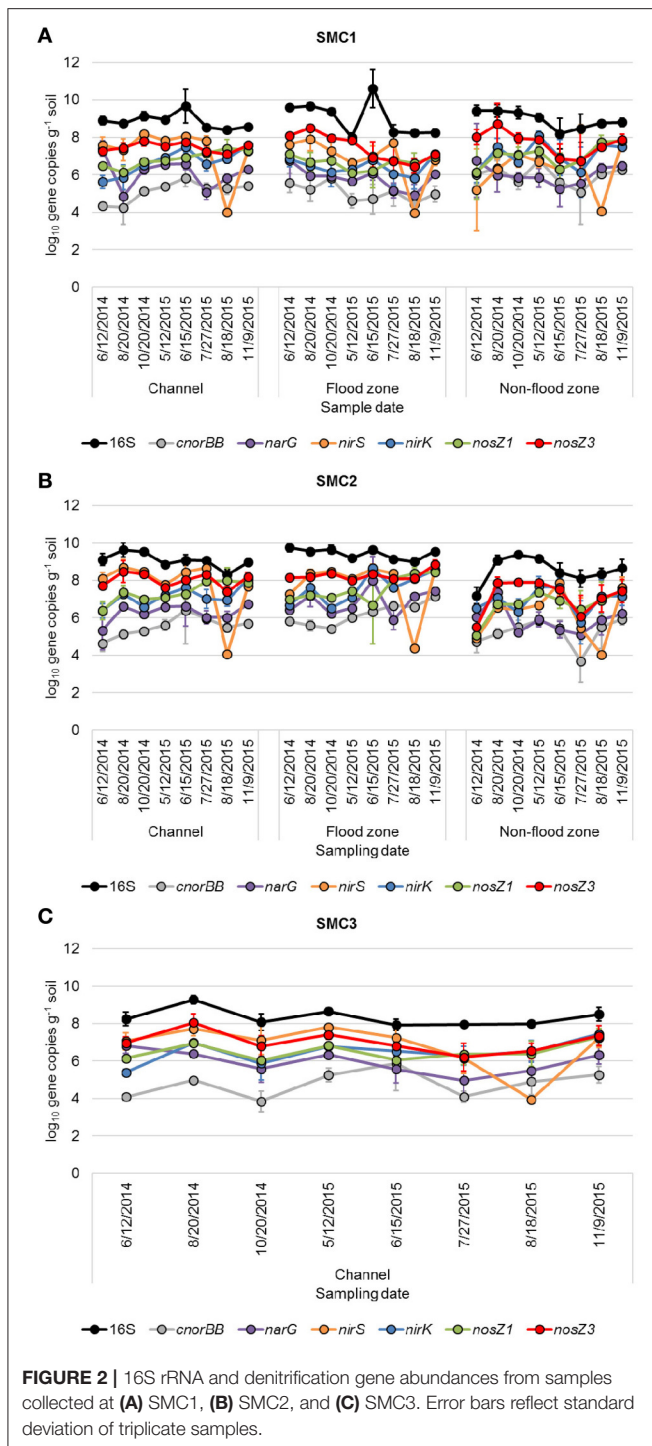 A
SMC1
log10 gene copies g-1 soil
12
10
8
6
4
2
0
6/12/2014 8/20/2014 10/20/2014 5/12/2015 6/15/2015 7/27/2015 8/18/2015 11/9/2015 6/12/2014 8/20/2014 10/20/2014 5/12/2015 6/15/2015 7/27/2015 8/18/2015 11/9/2015 6/12/2014 8/20/2014 10/20/2014 5/12/2015 6/15/2015 7/27/2015 8/18/2015 11/9/2015
Channel Flood zone Non-flood zone
Sample date
16S cnorBB narG nirS nirK nosZ1 nosZ3
B
SMC2
log10 gene copies g-1 soil
12
10
8
6
4
2
0
6/12/2014 8/20/2014 10/20/2014 5/12/2015 6/15/2015 7/27/2015 8/18/2015 11/9/2015 6/12/2014 8/20/2014 10/20/2014 5/12/2015 6/15/2015 7/27/2015 8/18/2015 11/9/2015 6/12/2014 8/20/2014 10/20/2014 5/12/2015 6/15/2015 7/27/2015 8/18/2015 11/9/2015
Channel Flood zone Non-flood zone
Sampling date
16S cnorBB narG nirS nirK nosZ1 nosZ3
C
SMC3
log10 gene copies g-1 soil
12
10
8
6
4
2
0
6/12/2014 8/20/2014 10/20/2014 5/12/2015 6/15/2015 7/27/2015 8/18/2015 11/9/2015
Channel
Sampling date
16S cnorBB narG nirS nirK nosZ1 nosZ3
FIGURE 2 | 16S rRNA and denitrification gene abundances from samples
collected at (A) SMC1, (B) SMC2, and (C) SMC3. Error bars reflect standard
deviation of triplicate samples.